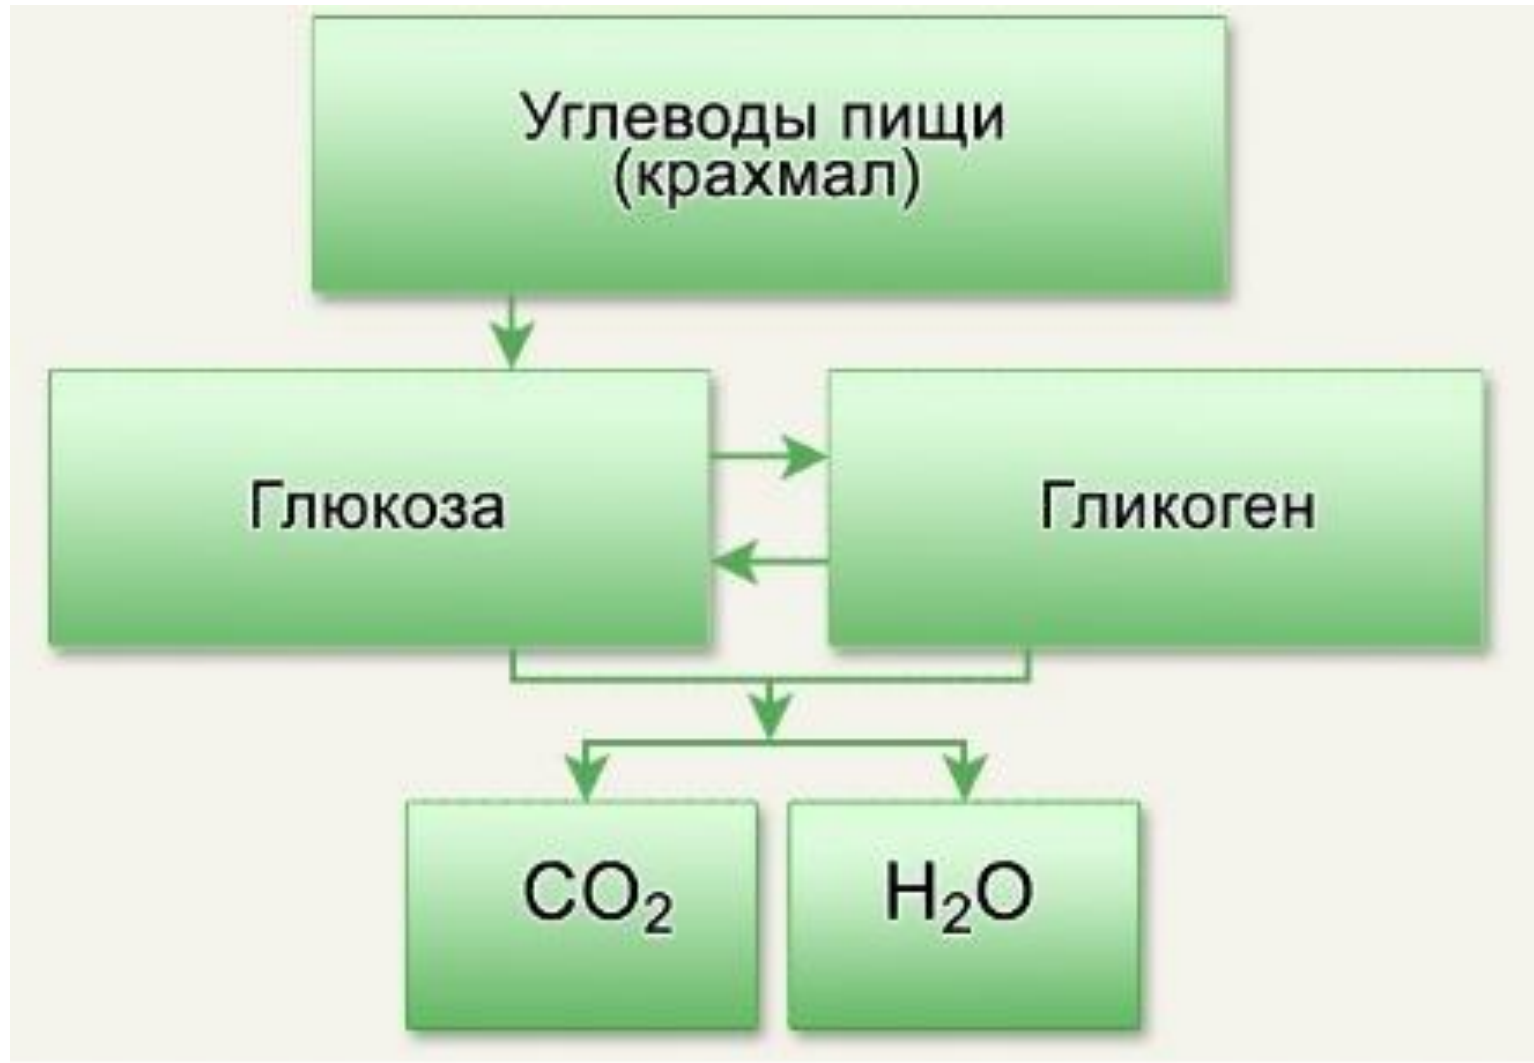 Углеводы пищи
(крахмал)
Глюкоза
Гликоген
CO₂
H₂O